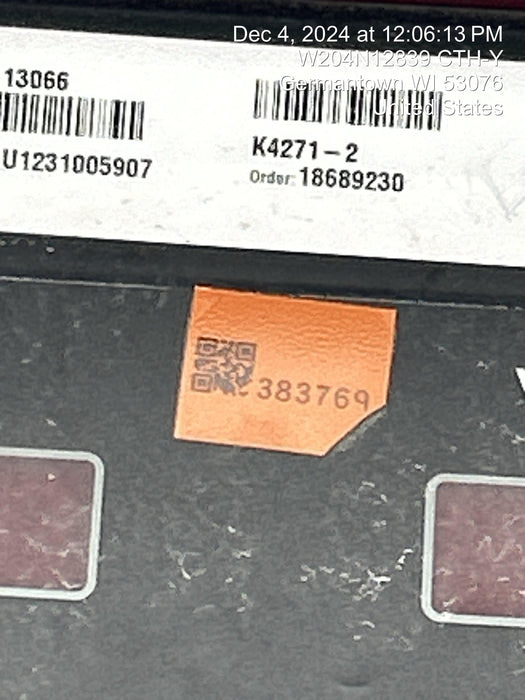 Dec 4, 2024 at 12:06:13 PM
W204N12839 CTH-Y
Germantown WI 53076
United States
13066
U1231005907
K4271-2
Order: 18689230
383769